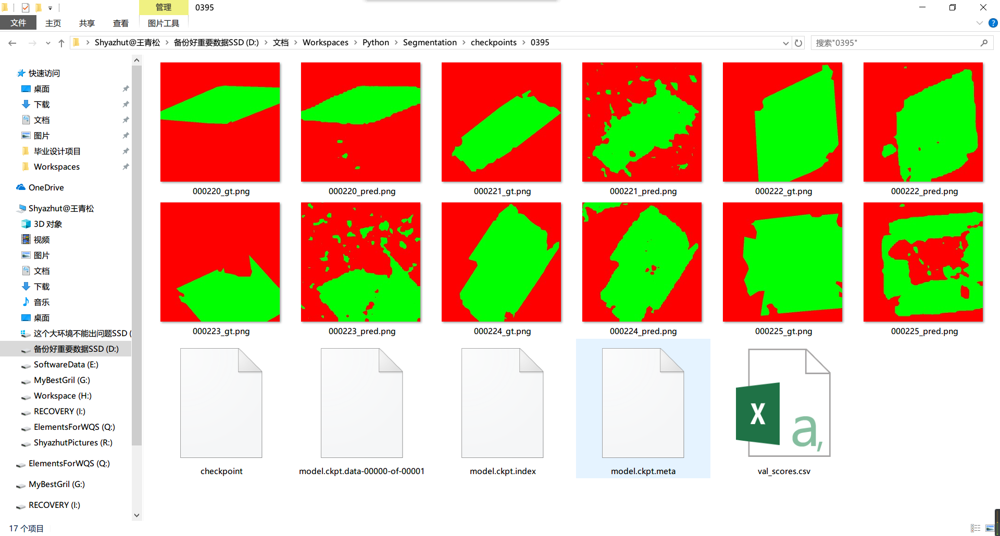 管理
0395
文件
主页
共享
查看
图片工具
Shyazhut@王青松
备份好重要数据SSD (D:)
文档
Workspaces
Python
Segmentation
checkpoints
0395
搜索"0395"
快速访问
桌面
下载
文档
图片
毕业设计项目
Workspaces
OneDrive
Shyazhut@王青松
3D 对象
视频
图片
文档
下载
音乐
桌面
这个大环境不能出问题SSD (
备份好重要数据SSD (D:)
SoftwareData (E:)
MyBestGril (G:)
Workspace (H:)
RECOVERY (I:)
ElementsForWQS (Q:)
ShyazhutPictures (R:)
ElementsForWQS (Q:)
MyBestGril (G:)
RECOVERY (I:)
000220_gt.png
000220_pred.png
000221_gt.png
000221_pred.png
000222_gt.png
000222_pred.png
000223_gt.png
000223_pred.png
000224_gt.png
000224_pred.png
000225_gt.png
000225_pred.png
checkpoint
model.ckpt.data-00000-of-00001
model.ckpt.index
model.ckpt.meta
X a,
val_scores.csv
17 个项目